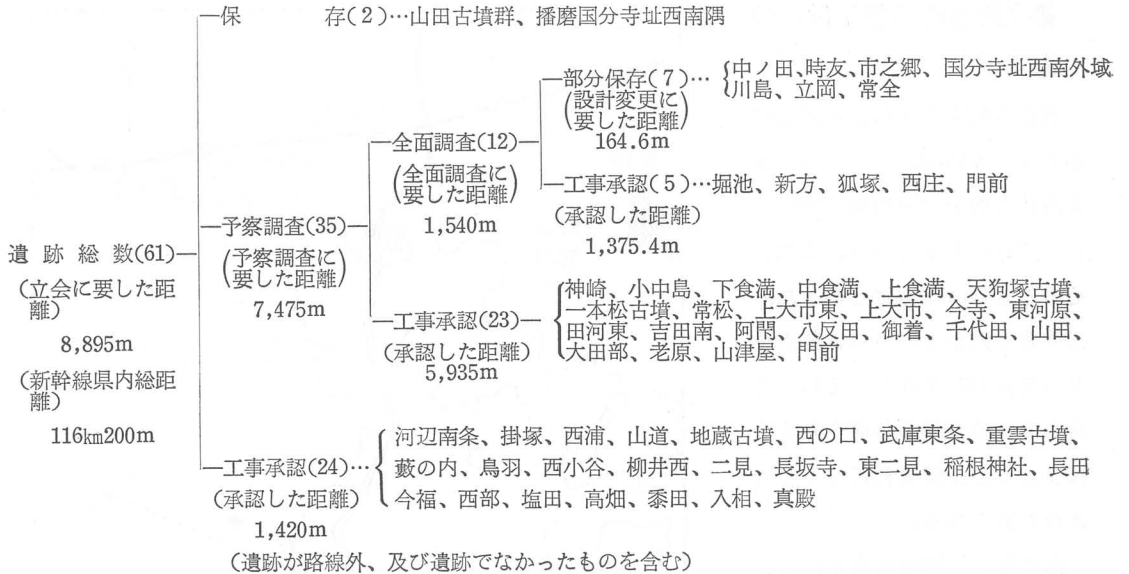 保存(2)…山田古墳群、播磨国分寺址西南隅
部分保存(7)…
中ノ田、時友、市之郷、国分寺址西南外域
川島、立岡、常全
(設計変更に
要した距離)
164.6m
全面調査(12)
(全面調査に
要した距離)
1,540m
工事承認(5)…堀池、新方、狐塚、西庄、門前
(承認した距離)
1,375.4m
予察調査(35)
(予察調査に
要した距離)
7,475m
遺跡総数(61)
(立会に要した距
離)
8,895m
(新幹線県内総距
離)
116㎞200m
工事承認(23)
(承認した距離)
5,935m
神崎、小中島、下食満、中食満、上食満、天狗塚古墳、
一本松古墳、常松、上大市東、上大市、今寺、東河原、
田河東、吉田南、阿閇、八反田、御着、千代田、山田、
大田部、老原、山津屋、門前
工事承認(24)…
(承認した距離)
1,420m
河辺南条、掛塚、西浦、山道、地蔵古墳、西の口、武庫東条、重雲古墳、
藪の内、鳥羽、西小谷、柳井西、二見、長坂寺、東二見、稲根神社、長田
今福、西部、塩田、高畑、黍田、入相、真殿
(遺跡が路線外、及び遺跡でなかったものを含む)